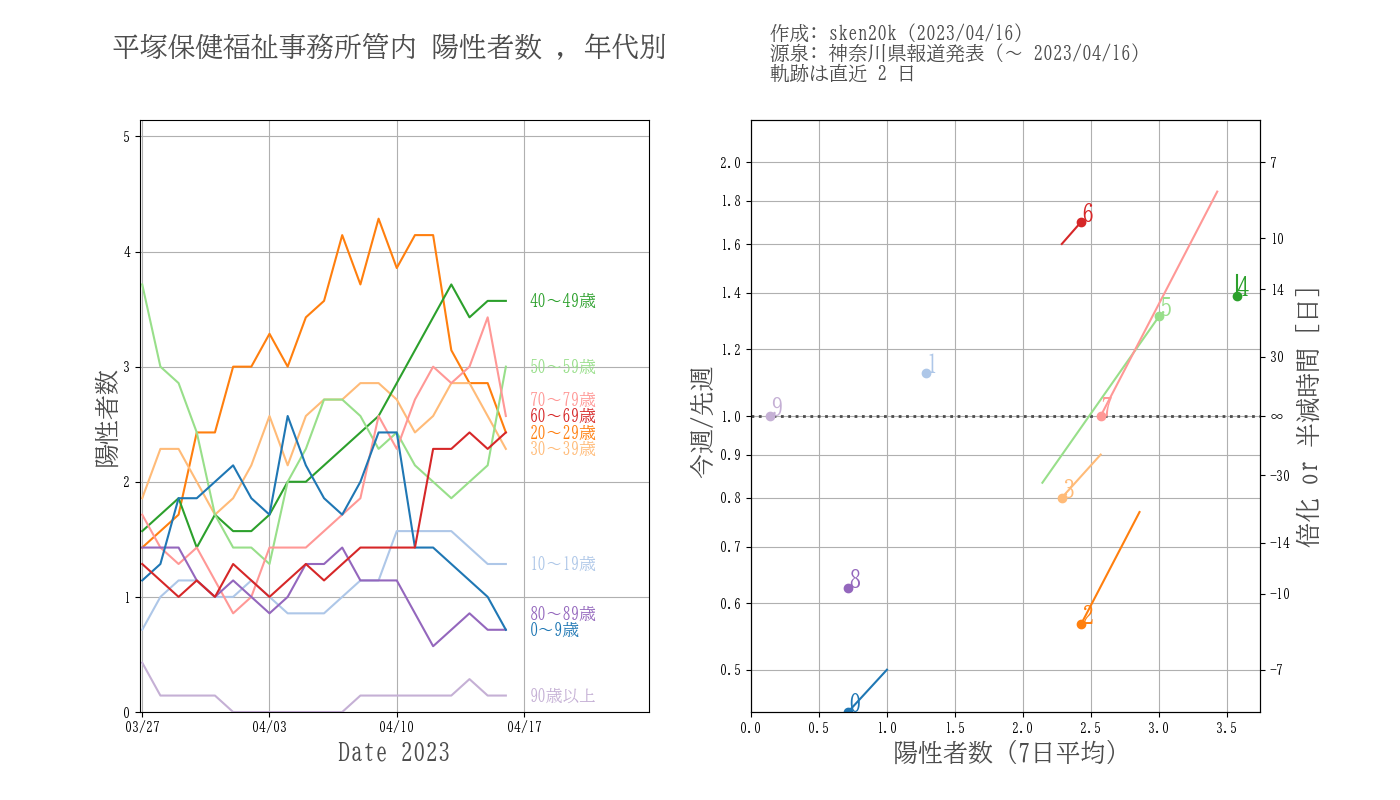 平塚保健福祉事務所管内 陽性者数 , 年代別
作成: sken20k (2023/04/16)
源泉: 神奈川県報道発表 (〜 2023/04/16)
軌跡は直近 2 日
陽性者数
5
4
3
2
1
0
03/27
04/03
04/10
04/17
Date 2023
40〜49歳
50〜59歳
70〜79歳
60〜69歳
20〜29歳
30〜39歳
10〜19歳
80〜89歳
0〜9歳
90歳以上
今週/先週
2.0
1.8
1.6
1.4
1.2
1.0
0.9
0.8
0.7
0.6
0.5
0.0
0.5
1.0
1.5
2.0
2.5
3.0
3.5
陽性者数 (7日平均)
6
4
5
1
9
7
3
8
2
0
7
10
14
30
∞
−30
−14
−10
−7
倍化 or 半減時間 [日]